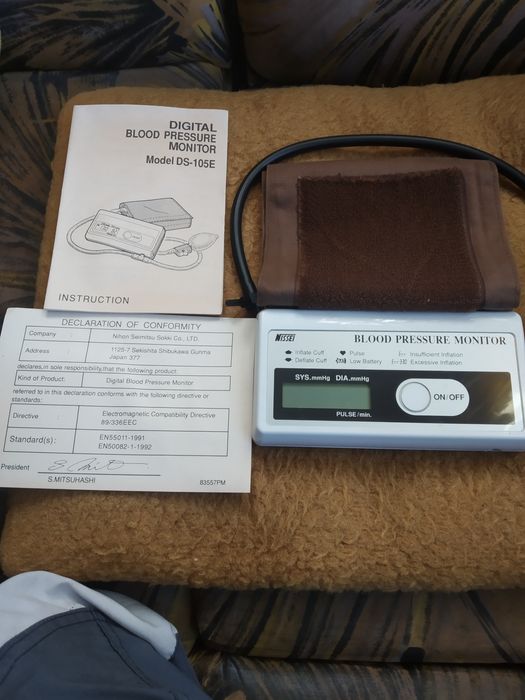 DIGITAL
BLOOD PRESSURE
MONITOR
Model DS-105E
INSTRUCTION
DECLARATION OF CONFORMITY
Company : Nihon Seimitsu Sokki Co., LTD.
Address : 1125-7 Sekishita Shibukawa Gunma
Japan 377
declares,in sole responsibility,that the following product:
Kind of Product: Digital Blood Pressure Monitor
referred to in this declaration conforms with the following directive or
standards:
Directive : Electromagnetic Compatibility Directive
89/336EEC
Standard(s): EN55011-1991
EN50082-1-1992
President
S.MITSUHASHI
83557PM
NISSEI BLOOD PRESSURE MONITOR
Inflate Cuff Pulse Insufficient Inflation
Deflate Cuff Low Battery Excessive Inflation
SYS.mmHg DIA.mmHg
ON/OFF
PULSE/min.